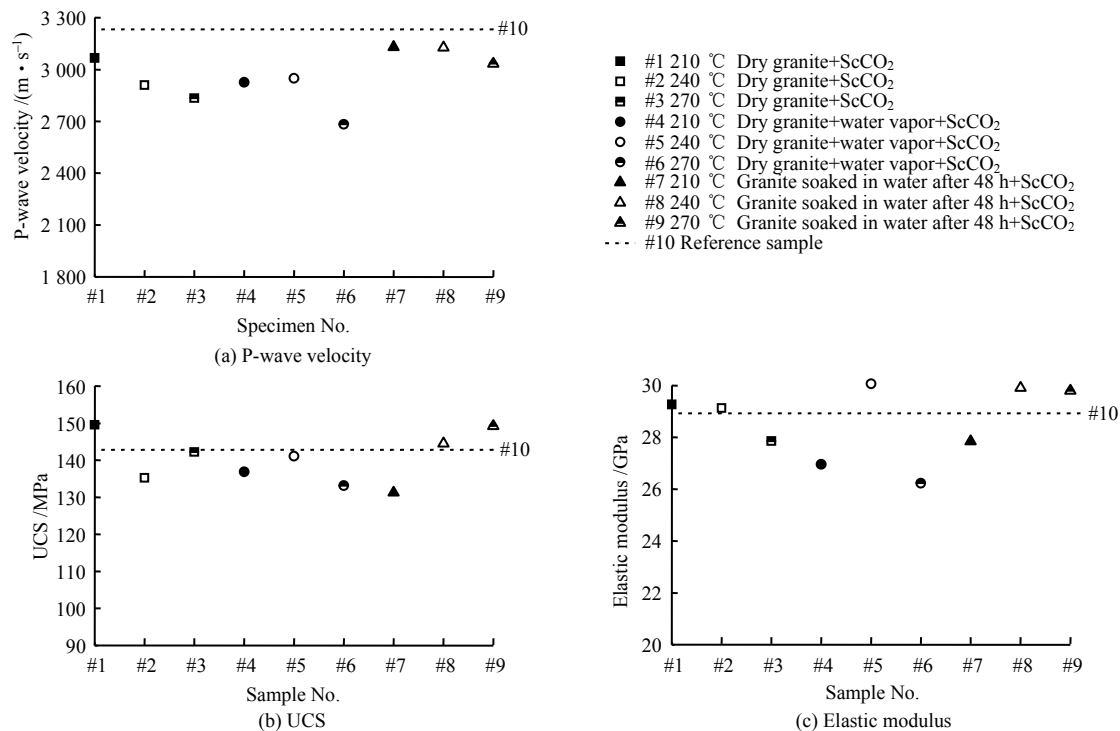 3 300
3 000
2 700
2 400
2 100
1 800
P-wave velocity /(m·s⁻¹)
#10
#1 #2 #3 #4 #5 #6 #7 #8 #9
Specimen No.
(a) P-wave velocity
#1 210 ℃ Dry granite+ScCO₂
#2 240 ℃ Dry granite+ScCO₂
#3 270 ℃ Dry granite+ScCO₂
#4 210 ℃ Dry granite+water vapor+ScCO₂
#5 240 ℃ Dry granite+water vapor+ScCO₂
#6 270 ℃ Dry granite+water vapor+ScCO₂
#7 210 ℃ Granite soaked in water after 48 h+ScCO₂
#8 240 ℃ Granite soaked in water after 48 h+ScCO₂
#9 270 ℃ Granite soaked in water after 48 h+ScCO₂
#10 Reference sample
160
150
140
130
120
110
100
90
UCS /MPa
#10
#1 #2 #3 #4 #5 #6 #7 #8 #9
Sample No.
(b) UCS
30
28
26
24
22
20
Elastic modulus /GPa
#10
#1 #2 #3 #4 #5 #6 #7 #8 #9
Sample No.
(c) Elastic modulus